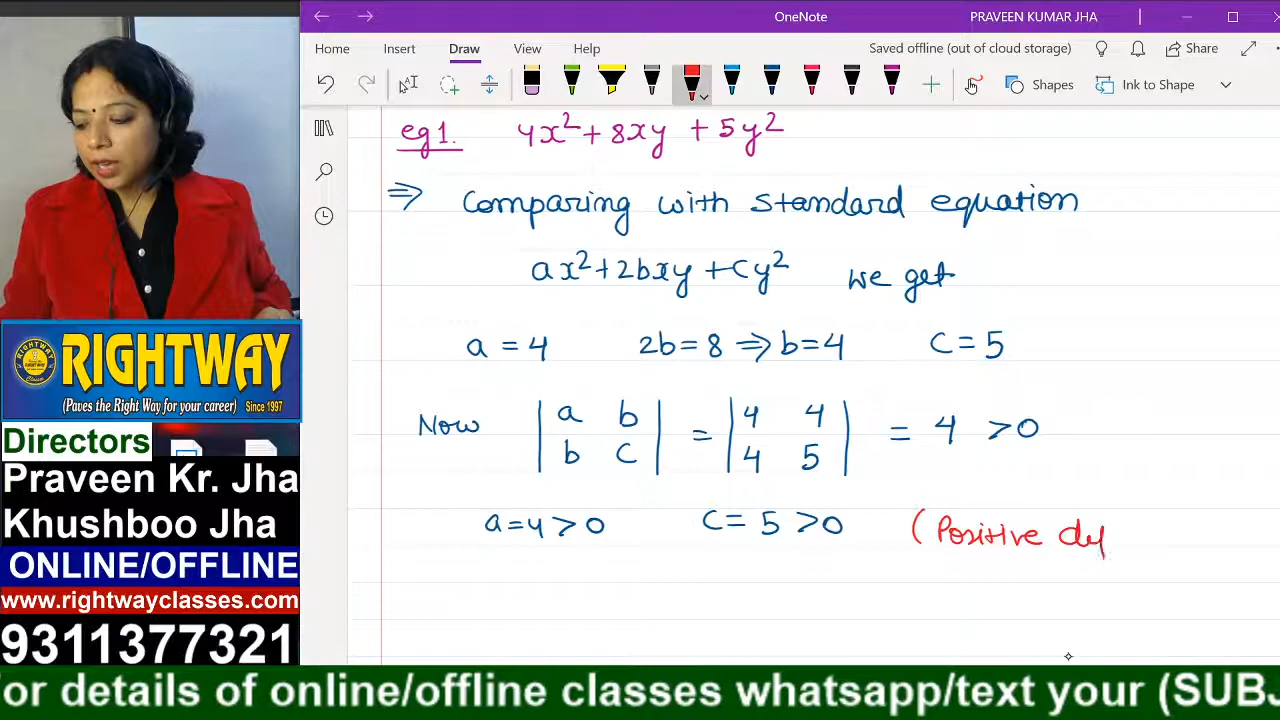 OneNote
PRAVEEN KUMAR JHA
Home Insert Draw View Help
Saved offline (out of cloud storage)
Share
Shapes
Ink to Shape
eg1. 4x²+8xy+5y²
⇒ Comparing with standard equation
ax²+2bxy+cy² we get
a=4 2b=8⇒b=4 c=5
Now |a b| = |4 4| = 4 >0
|b c| |4 5|
a=4>0 c=5>0 (Positive def
RIGHTWAY
(Paves the Right Way for your career) Since 1997
Directors
Praveen Kr. Jha
Khushboo Jha
ONLINE/OFFLINE
www.rightwayclasses.com
9311377321
or details of online/offline classes whatsapp/text your (SUBJ